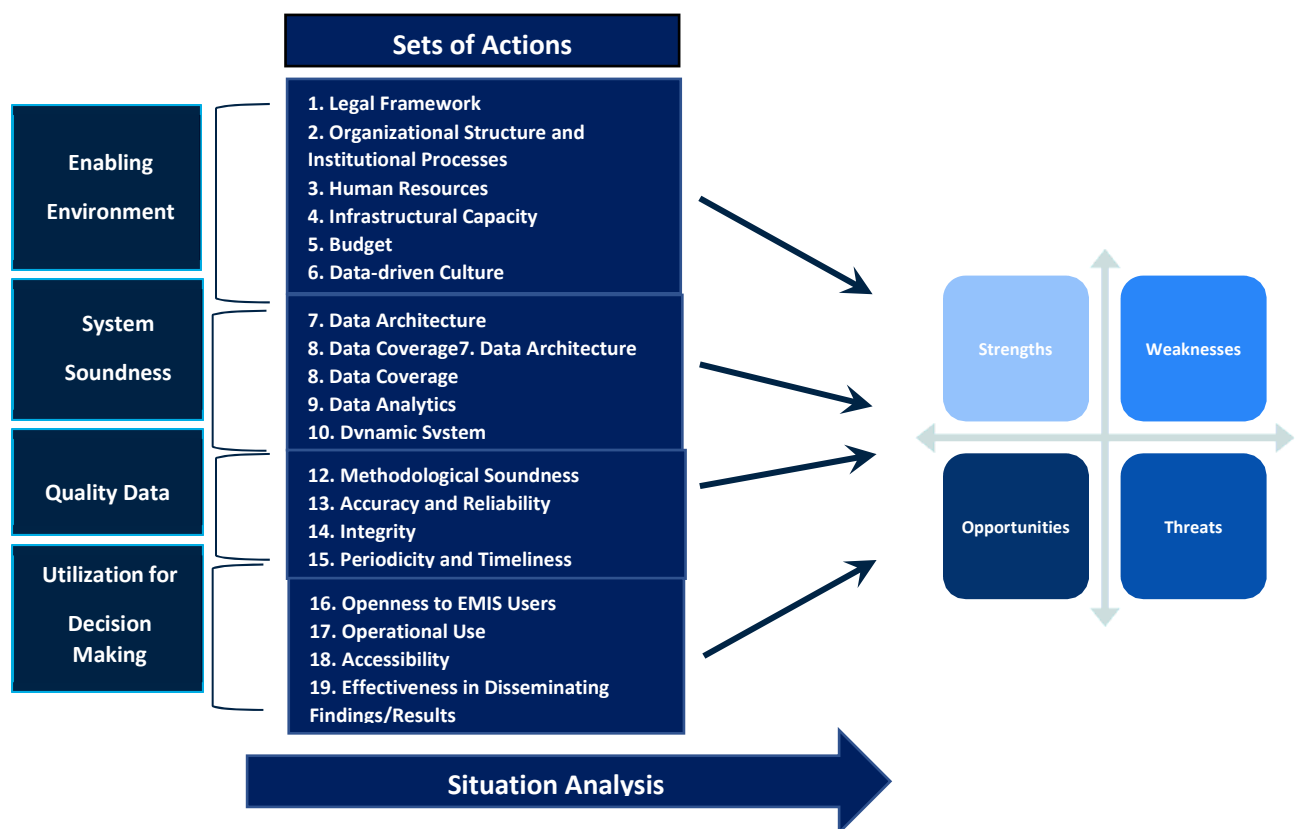 Sets of Actions
Enabling
Environment
1. Legal Framework
2. Organizational Structure and
Institutional Processes
3. Human Resources
4. Infrastructural Capacity
5. Budget
6. Data-driven Culture
System
Soundness
7. Data Architecture
8. Data Coverage7. Data Architecture
8. Data Coverage
9. Data Analytics
10. Dynamic System
Quality Data
12. Methodological Soundness
13. Accuracy and Reliability
14. Integrity
15. Periodicity and Timeliness
Utilization for
Decision
Making
16. Openness to EMIS Users
17. Operational Use
18. Accessibility
19. Effectiveness in Disseminating
Findings/Results
Strengths
Weaknesses
Opportunities
Threats
Situation Analysis